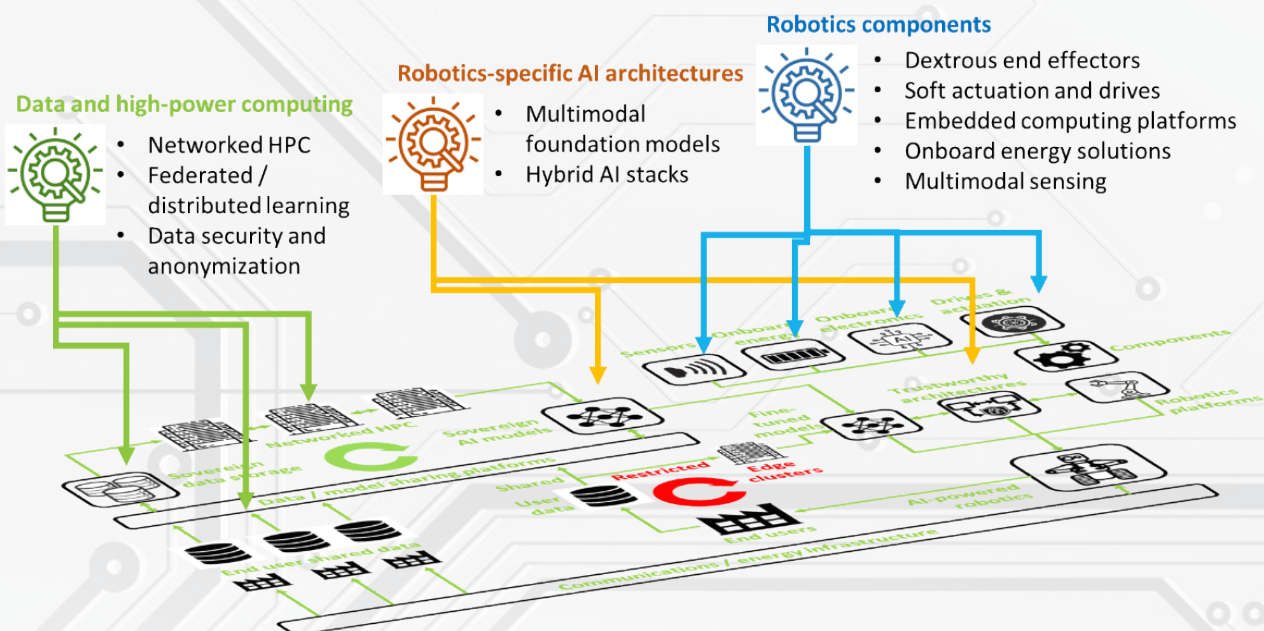 Robotics components
• Dextrous end effectors
• Soft actuation and drives
• Embedded computing platforms
• Onboard energy solutions
• Multimodal sensing
Robotics-specific AI architectures
• Multimodal
foundation models
• Hybrid AI stacks
Data and high-power computing
• Networked HPC
• Federated /
distributed learning
• Data security and
anonymization
Sensors
Onboard
energy
Onboard
electronics
AI
Drives &
actuation
Components
Robotics
platforms
Trustworthy
architectures
Fine-
tuned
models
Sovereign
AI models
Networked HPC
Sovereign
data storage
Data / model sharing platforms
Shared
Restricted
User
data
Edge
clusters
End users
AI-powered
robotics
End user shared data
Communications / energy infrastructure